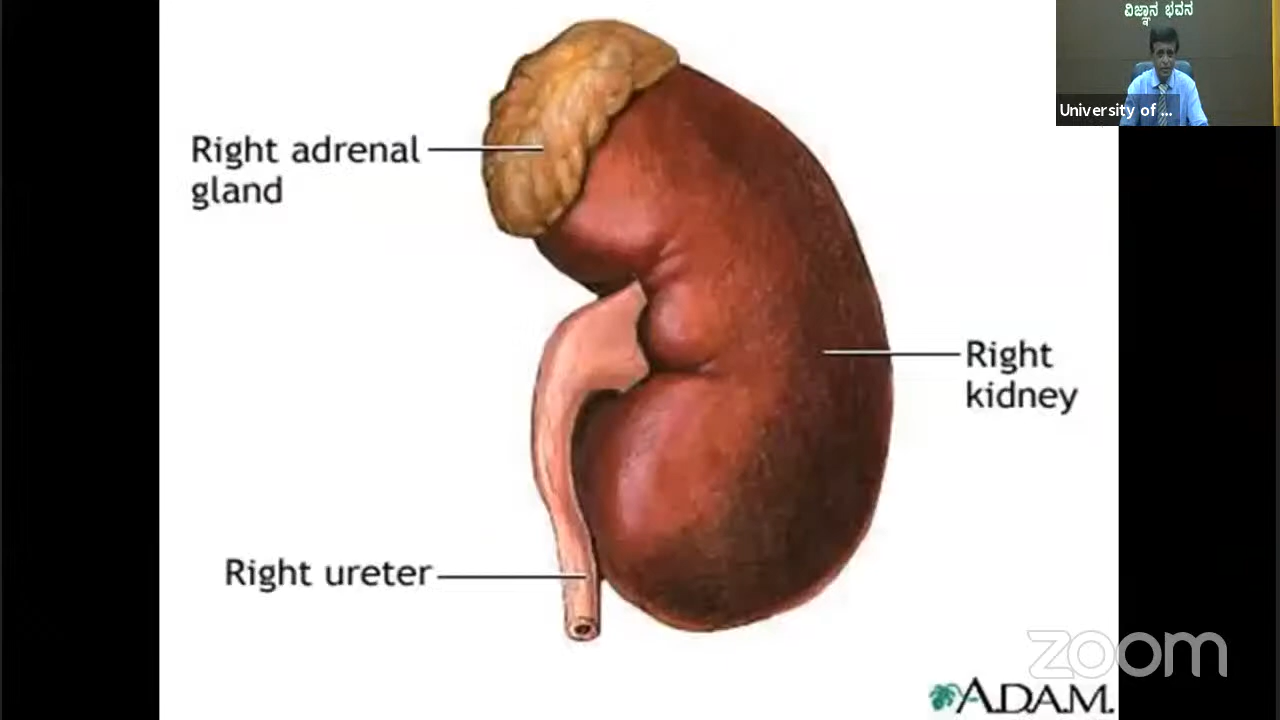 ವಿಜ್ಞಾನ ಭವನ
University of ...
Right adrenal
gland
Right
kidney
Right ureter
zoom
A.D.A.M.